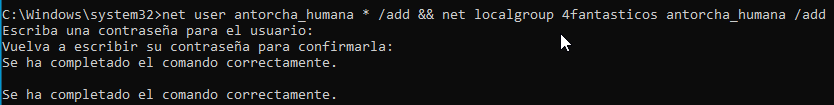 C:\Windows\system32>net user antorcha_humana * /add && net localgroup 4fantasticos antorcha_humana /add
Escriba una contraseña para el usuario:
Vuelva a escribir su contraseña para confirmarla:
Se ha completado el comando correctamente.
Se ha completado el comando correctamente.